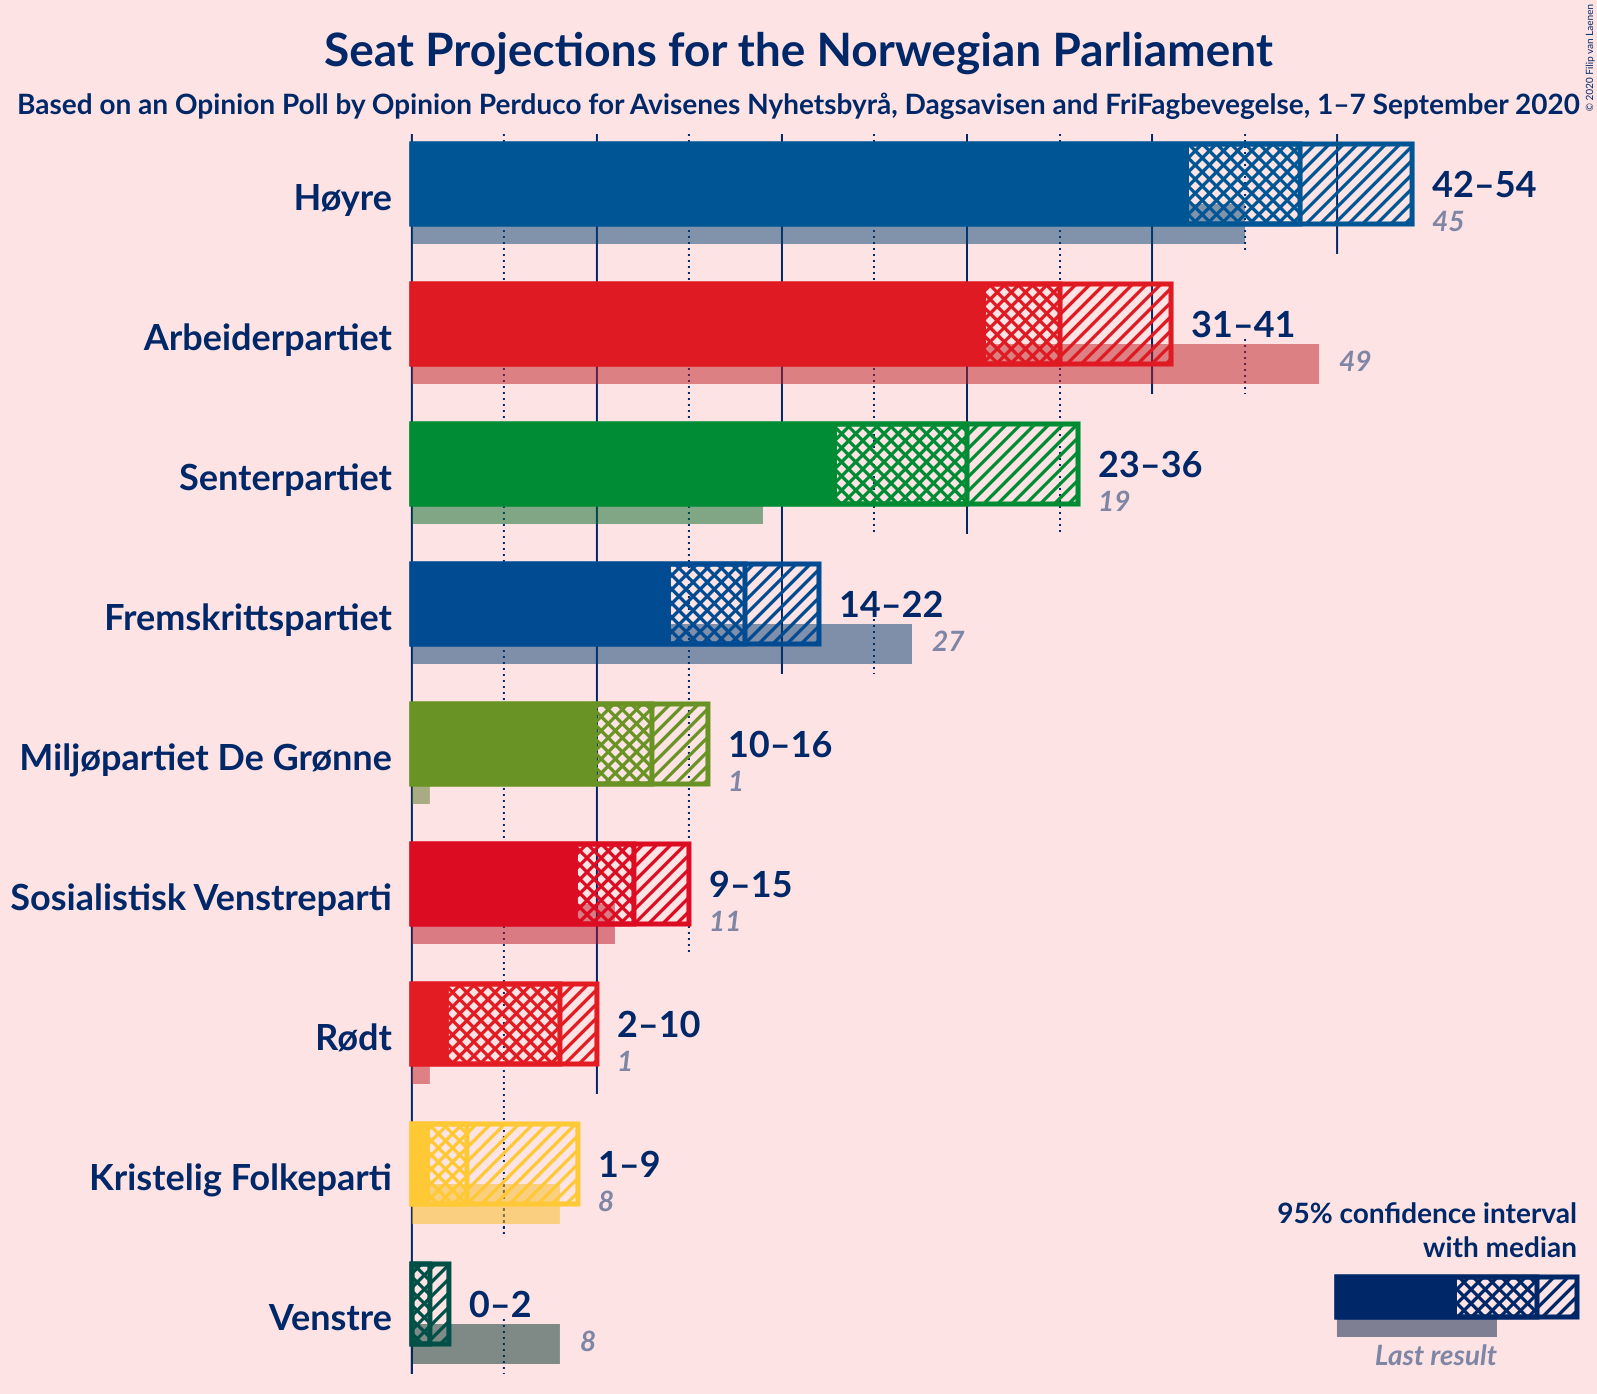 Seat Projections for the Norwegian Parliament
Based on an Opinion Poll by Opinion Perduco for Avisenes Nyhetsbyrå, Dagsavisen and FriFagbevegelse, 1–7 September 2020
© 2020 Filip van Laenen
Høyre
42–54
45
Arbeiderpartiet
31–41
49
Senterpartiet
23–36
19
Fremskrittspartiet
14–22
27
Miljøpartiet De Grønne
10–16
1
Sosialistisk Venstreparti
9–15
11
Rødt
2–10
1
Kristelig Folkeparti
1–9
8
Venstre
0–2
8
95% confidence interval
with median
Last result